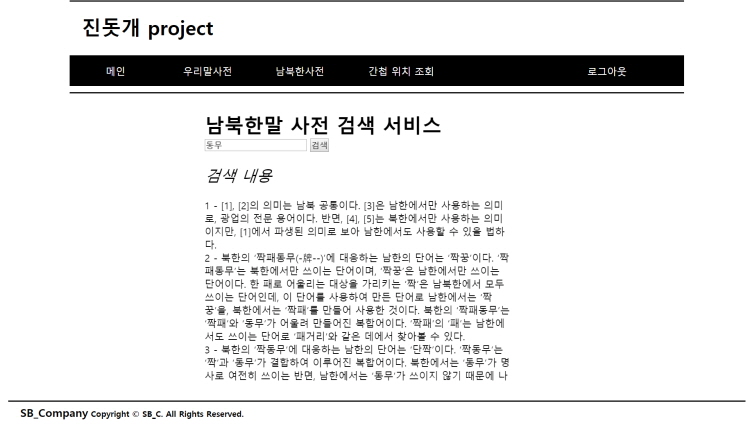 진돗개 project
메인 우리말사전 남북한사전 간첩 위치 조회 로그아웃
남북한말 사전 검색 서비스
동무 검색
검색 내용
1 - [1], [2]의 의미는 남북 공통이다. [3]은 남한에서만 사용하는 의미
로, 광업의 전문 용어이다. 반면, [4], [5]는 북한에서만 사용하는 의미
이지만, [1]에서 파생된 의미로 보아 남한에서도 사용할 수 있을 법하
다.
2 - 북한의 '짝패동무(-牌--)'에 대응하는 남한의 단어는 '짝꿍'이다. '짝
패동무'는 북한에서만 쓰이는 단어이며, '짝꿍'은 남한에서만 쓰이는
단어이다. 한 패로 어울리는 대상을 가리키는 '짝'은 남북한에서 모두
쓰이는 단어인데, 이 단어를 사용하여 만든 단어로 남한에서는 '짝
꿍'을, 북한에서는 '짝패'를 만들어 사용한 것이다. 북한의 '짝패동무'는
'짝패'와 '동무'가 어울려 만들어진 복합어이다. '짝패'의 '패'는 남한에
서도 쓰이는 단어로 '패거리'와 같은 데에서 찾아볼 수 있다.
3 - 북한의 '짝동무'에 대응하는 남한의 단어는 '단짝'이다. '짝동무'는
'짝'과 '동무'가 결합하여 이루어진 복합어이다. 북한에서는 '동무'가 명
사로 여전히 쓰이는 반면, 남한에서는 '동무'가 쓰이지 않기 때문에 나
SB_Company Copyright © SB_C. All Rights Reserved.